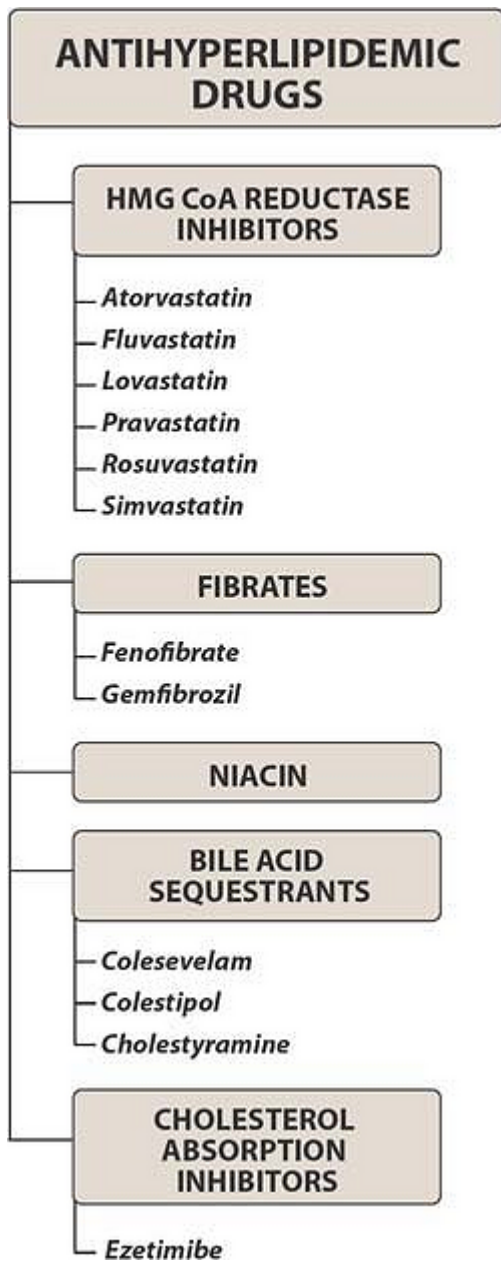 ANTIHYPERLIPIDEMIC
DRUGS
HMG CoA REDUCTASE
INHIBITORS
Atorvastatin
Fluvastatin
Lovastatin
Pravastatin
Rosuvastatin
Simvastatin
FIBRATES
Fenofibrate
Gemfibrozil
NIACIN
BILE ACID
SEQUESTRANTS
Colesevelam
Colestipol
Cholestyramine
CHOLESTEROL
ABSORPTION
INHIBITORS
Ezetimibe